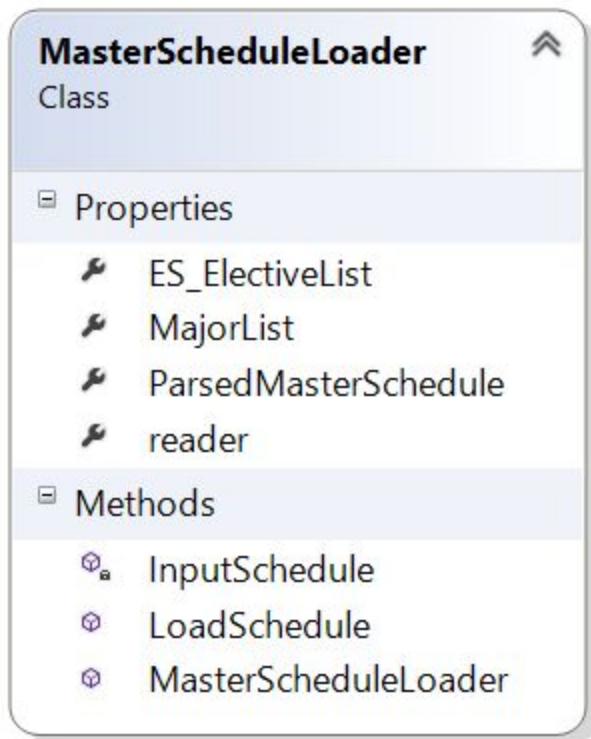 MasterScheduleLoader
Class
Properties
ES_ElectiveList
MajorList
ParsedMasterSchedule
reader
Methods
InputSchedule
LoadSchedule
MasterScheduleLoader